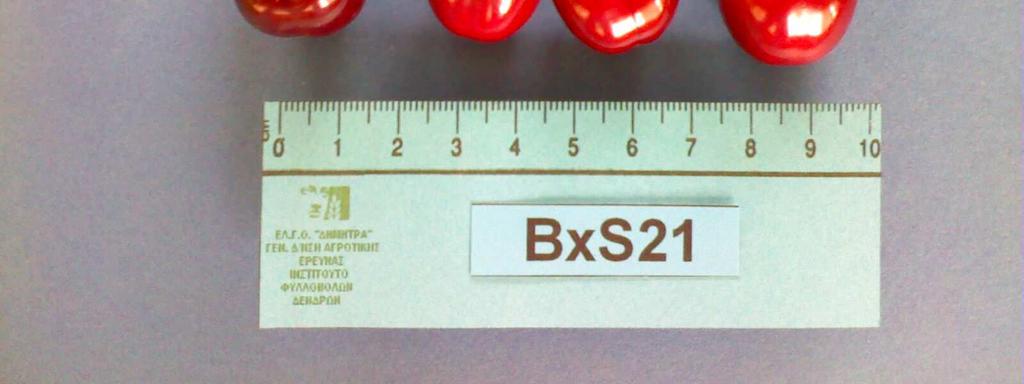 cm
0 1 2 3 4 5 6 7 8 9 10
BxS21
ΕΛ.Γ.Ο. "ΔΗΜΗΤΡΑ"
ΓΕΝ. Δ/ΝΣΗ ΑΓΡΟΤΙΚΗΣ
ΕΡΕΥΝΑΣ
ΙΝΣΤΙΤΟΥΤΟ
ΦΥΛΛΟΒΟΛΩΝ
ΔΕΝΔΡΩΝ